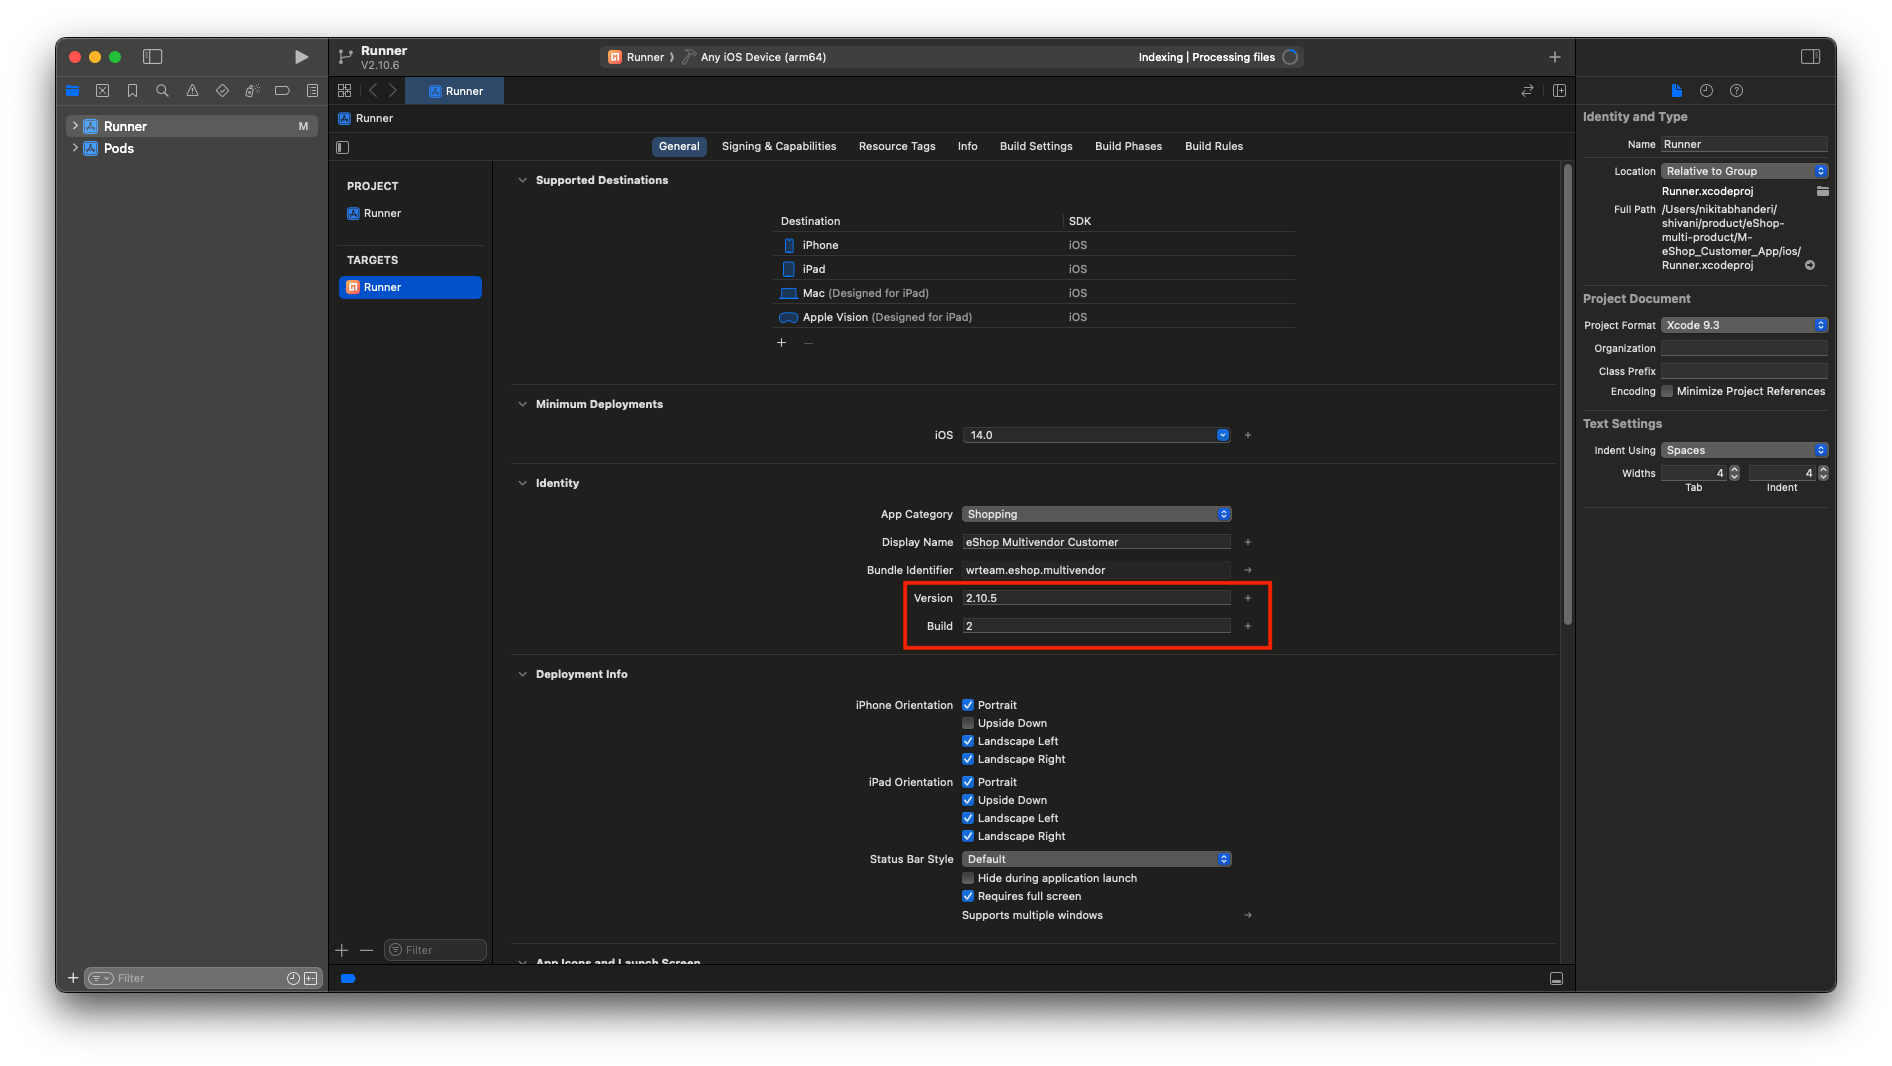 Runner
V2.10.6
Runner
Any iOS Device (arm64)
Indexing | Processing files
Runner
Runner
Runner
M
Pods
General
Signing & Capabilities
Resource Tags
Info
Build Settings
Build Phases
Build Rules
PROJECT
Runner
TARGETS
Runner
Supported Destinations
Destination
SDK
iPhone
iOS
iPad
iOS
Mac (Designed for iPad)
iOS
Apple Vision (Designed for iPad)
iOS
Minimum Deployments
iOS
14.0
Identity
App Category
Shopping
Display Name
eShop Multivendor Customer
Bundle Identifier
wrteam.eshop.multivendor
Version
2.10.5
Build
2
Deployment Info
iPhone Orientation
Portrait
Upside Down
Landscape Left
Landscape Right
iPad Orientation
Portrait
Upside Down
Landscape Left
Landscape Right
Status Bar Style
Default
Hide during application launch
Requires full screen
Supports multiple windows
App Icons and Launch Screen
Filter
Filter
Identity and Type
Name
Runner
Location
Relative to Group
Runner.xcodeproj
Full Path
/Users/nikitabhanderi/
shivani/product/eShop-
multi-product/M-
eShop_Customer_App/ios/
Runner.xcodeproj
Project Document
Project Format
Xcode 9.3
Organization
Class Prefix
Encoding
Minimize Project References
Text Settings
Indent Using
Spaces
Widths
4
4
Tab
Indent